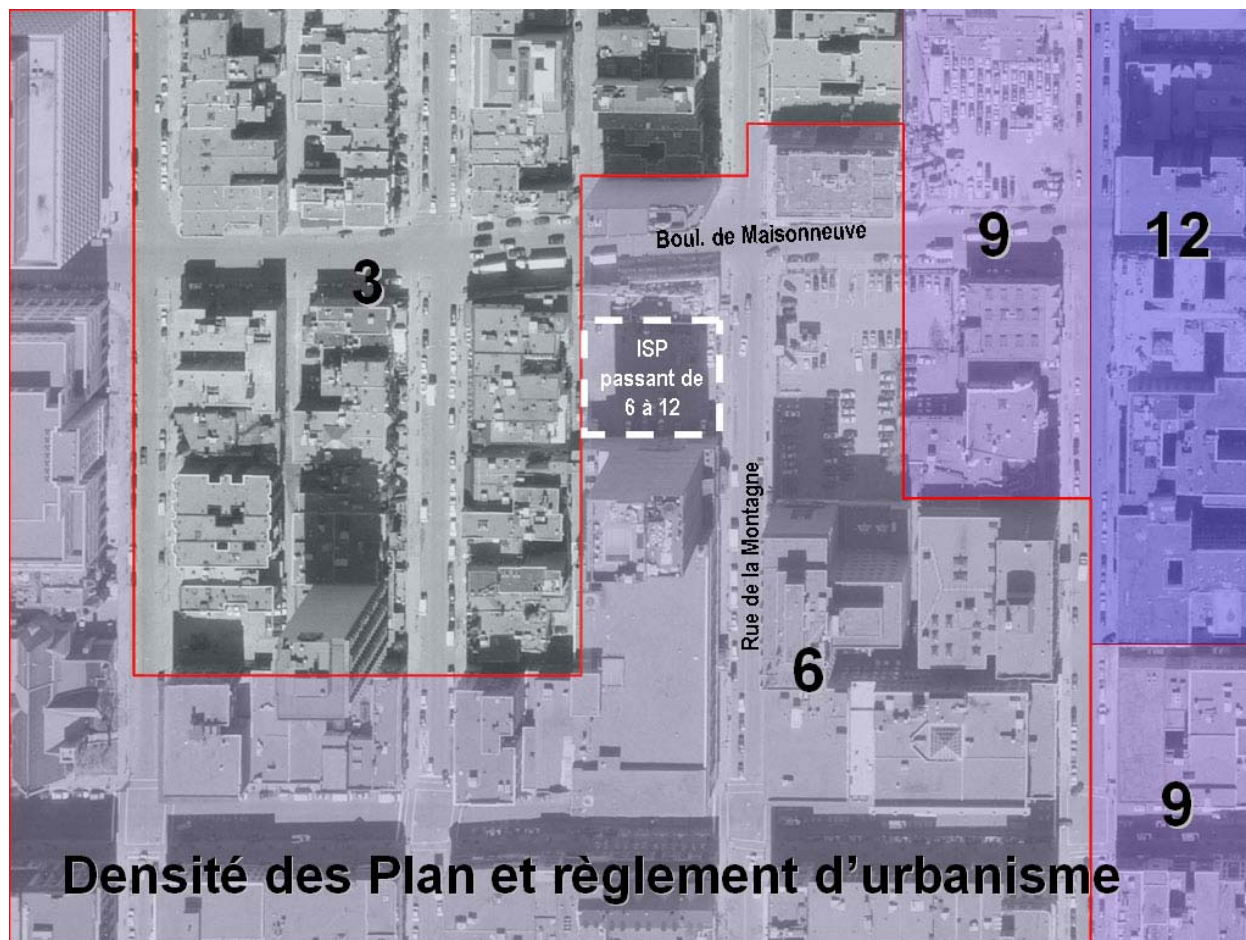 9
12
Boul. de Maisonneuve
3
ISP
passant de
6 à 12
Rue de la Montagne
6
9
Densité des Plan et règlement d'urbanisme